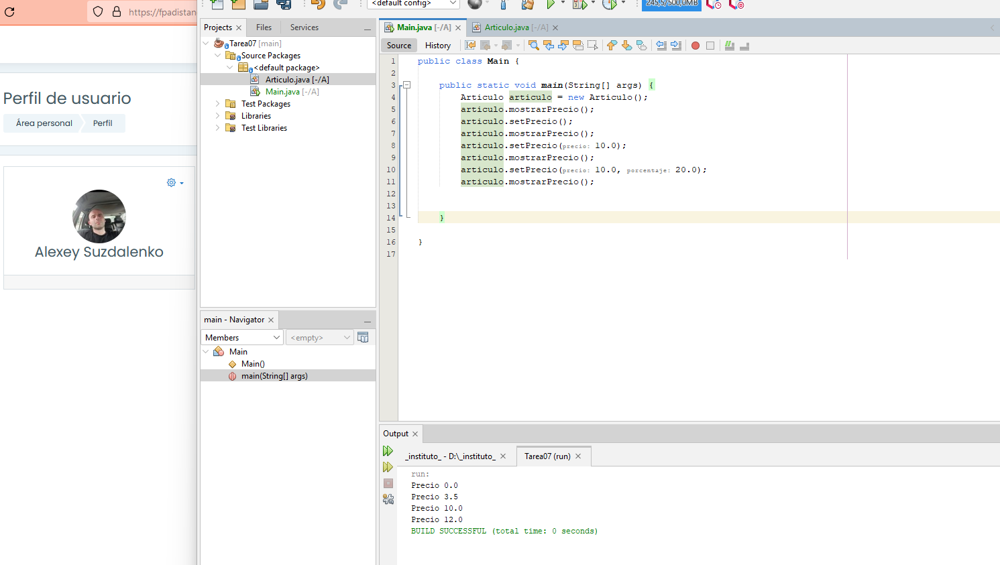 https://fpadistan
Perfil de usuario
Área personal
Perfil
Alexey Suzdalenko
<default config>
245,5/500,0MB
Projects
Files
Services
Tarea07 [main]
Source Packages
<default package>
Articulo.java [-/A]
Main.java [-/A]
Test Packages
Libraries
Test Libraries
main - Navigator
Members
<empty>
Main
Main()
main(String[] args)
Main.java [-/A]
Articulo.java [-/A]
Source
History
1 public class Main {
2
3 public static void main(String[] args) {
4 Articulo articulo = new Articulo();
5 articulo.mostrarPrecio();
6 articulo.setPrecio();
7 articulo.mostrarPrecio();
8 articulo.setPrecio(precio: 10.0);
9 articulo.mostrarPrecio();
10 articulo.setPrecio(precio: 10.0, porcentaje: 20.0);
11 articulo.mostrarPrecio();
12
13
14 }
15
16 }
17
Output
_instituto_ - D:\_instituto_
Tarea07 (run)
run:
Precio 0.0
Precio 3.5
Precio 10.0
Precio 12.0
BUILD SUCCESSFUL (total time: 0 seconds)